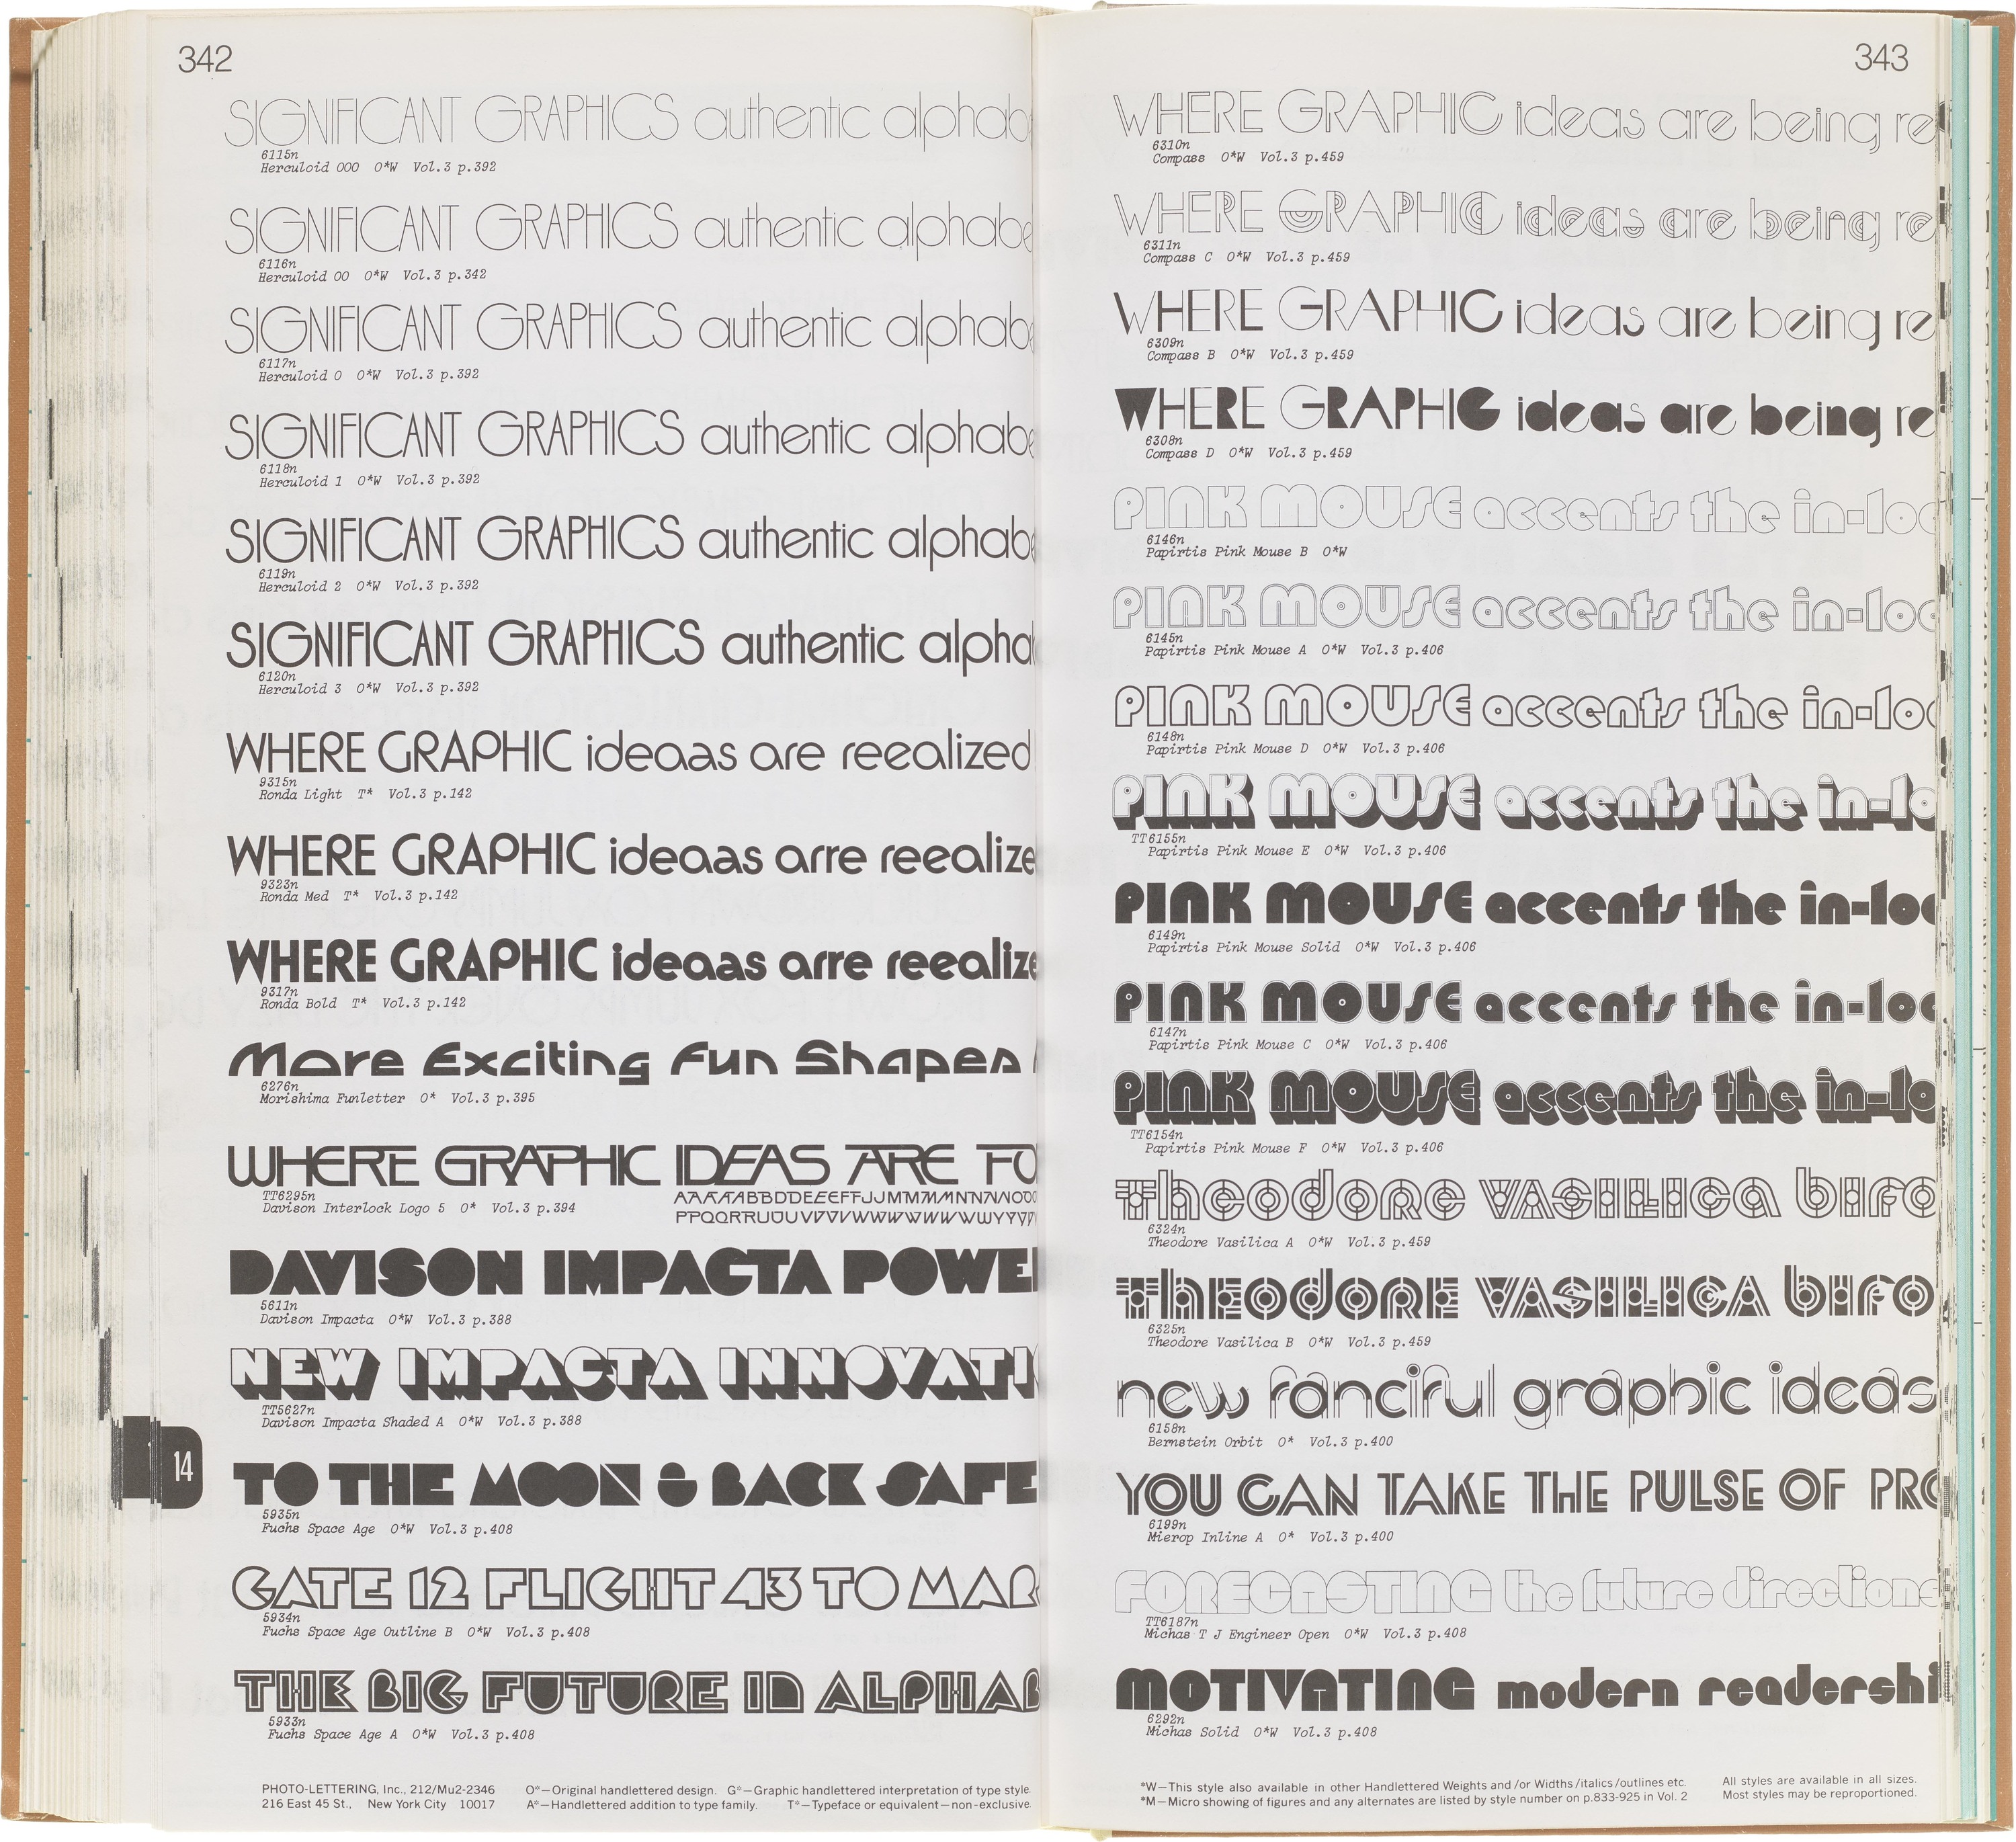 342
SIGNIFICANT GRAPHICS authentic alphab
6115n
Herculoid 000 O*W Vol.3 p.392
SIGNIFICANT GRAPHICS authentic alphabe
6116n
Herculoid 00 O*W Vol.3 p.342
SIGNIFICANT GRAPHICS authentic alphabe
6117n
Herculoid 0 O*W Vol.3 p.392
SIGNIFICANT GRAPHICS authentic alphabe
6118n
Herculoid 1 O*W Vol.3 p.392
SIGNIFICANT GRAPHICS authentic alphabe
6119n
Herculoid 2 O*W Vol.3 p.392
SIGNIFICANT GRAPHICS authentic alpha
6120n
Herculoid 3 O*W Vol.3 p.392
WHERE GRAPHIC ideaas are reealized
9315n
Ronda Light T* Vol.3 p.142
WHERE GRAPHIC ideaas arre reealize
9323n
Ronda Med T* Vol.3 p.142
WHERE GRAPHIC ideaas arre reealize
9317n
Ronda Bold T* Vol.3 p.142
More Exciting Fun Shapes
6276n
Morishima Funletter O* Vol.3 p.395
WHERE GRAPHIC IDEAS ARE FO
TT6295n
Davison Interlock Logo 5 O* Vol.3 p.394
DAVISON IMPACTA POWE
5611n
Davison Impacta O*W Vol.3 p.388
NEW IMPACTA INNOVATI
TT5627n
Davison Impacta Shaded A O*W Vol.3 p.388
14
TO THE MOON & BACK SAFE
5935n
Fuchs Space Age O*W Vol.3 p.408
GATE 12 FLIGHT 43 TO MAR
5934n
Fuchs Space Age Outline B O*W Vol.3 p.408
THE BIG FUTURE IN ALPHAB
5933n
Fuchs Space Age A O*W Vol.3 p.408
PHOTO-LETTERING, Inc., 212/Mu2-2346
216 East 45 St., New York City 10017
O*—Original handlettered design. G*—Graphic handlettered interpretation of type style.
A*—Handlettered addition to type family. T*—Typeface or equivalent—non-exclusive.
343
WHERE GRAPHIC ideas are being re
6310n
Compass O*W Vol.3 p.459
WHERE GRAPHIC ideas are being re
6311n
Compass C O*W Vol.3 p.459
WHERE GRAPHIC ideas are being re
6309n
Compass B O*W Vol.3 p.459
WHERE GRAPHIC ideas are being re
6308n
Compass D O*W Vol.3 p.459
PINK MOUSE accents the in-loc
6146n
Papirtis Pink Mouse B O*W
PINK MOUSE accents the in-loc
6145n
Papirtis Pink Mouse A O*W Vol.3 p.406
PINK MOUSE accents the in-loc
6148n
Papirtis Pink Mouse D O*W Vol.3 p.406
PINK MOUSE accents the in-lo
TT6155n
Papirtis Pink Mouse E O*W Vol.3 p.406
PINK MOUSE accents the in-loc
6149n
Papirtis Pink Mouse Solid O*W Vol.3 p.406
PINK MOUSE accents the in-loc
6147n
Papirtis Pink Mouse C O*W Vol.3 p.406
PINK MOUSE accents the in-lo
TT6154n
Papirtis Pink Mouse F O*W Vol.3 p.406
Theodore VASILICA bifo
6324n
Theodore Vasilica A O*W Vol.3 p.459
ThEOdORE VASILICA bifo
6325n
Theodore Vasilica B O*W Vol.3 p.459
new fanciful graphic ideas
6158n
Bernstein Orbit O* Vol.3 p.400
YOU CAN TAKE THE PULSE OF PRO
6199n
Mierop Inline A O* Vol.3 p.400
FORECASTING the future directions
TT6187n
Michas T J Engineer Open O*W Vol.3 p.408
MOTIVATING modern readershi
6292n
Michas Solid O*W Vol.3 p.408
*W—This style also available in other Handlettered Weights and/or Widths/italics/outlines etc.
*M—Micro showing of figures and any alternates are listed by style number on p.833-925 in Vol. 2
All styles are available in all sizes.
Most styles may be reproportioned.